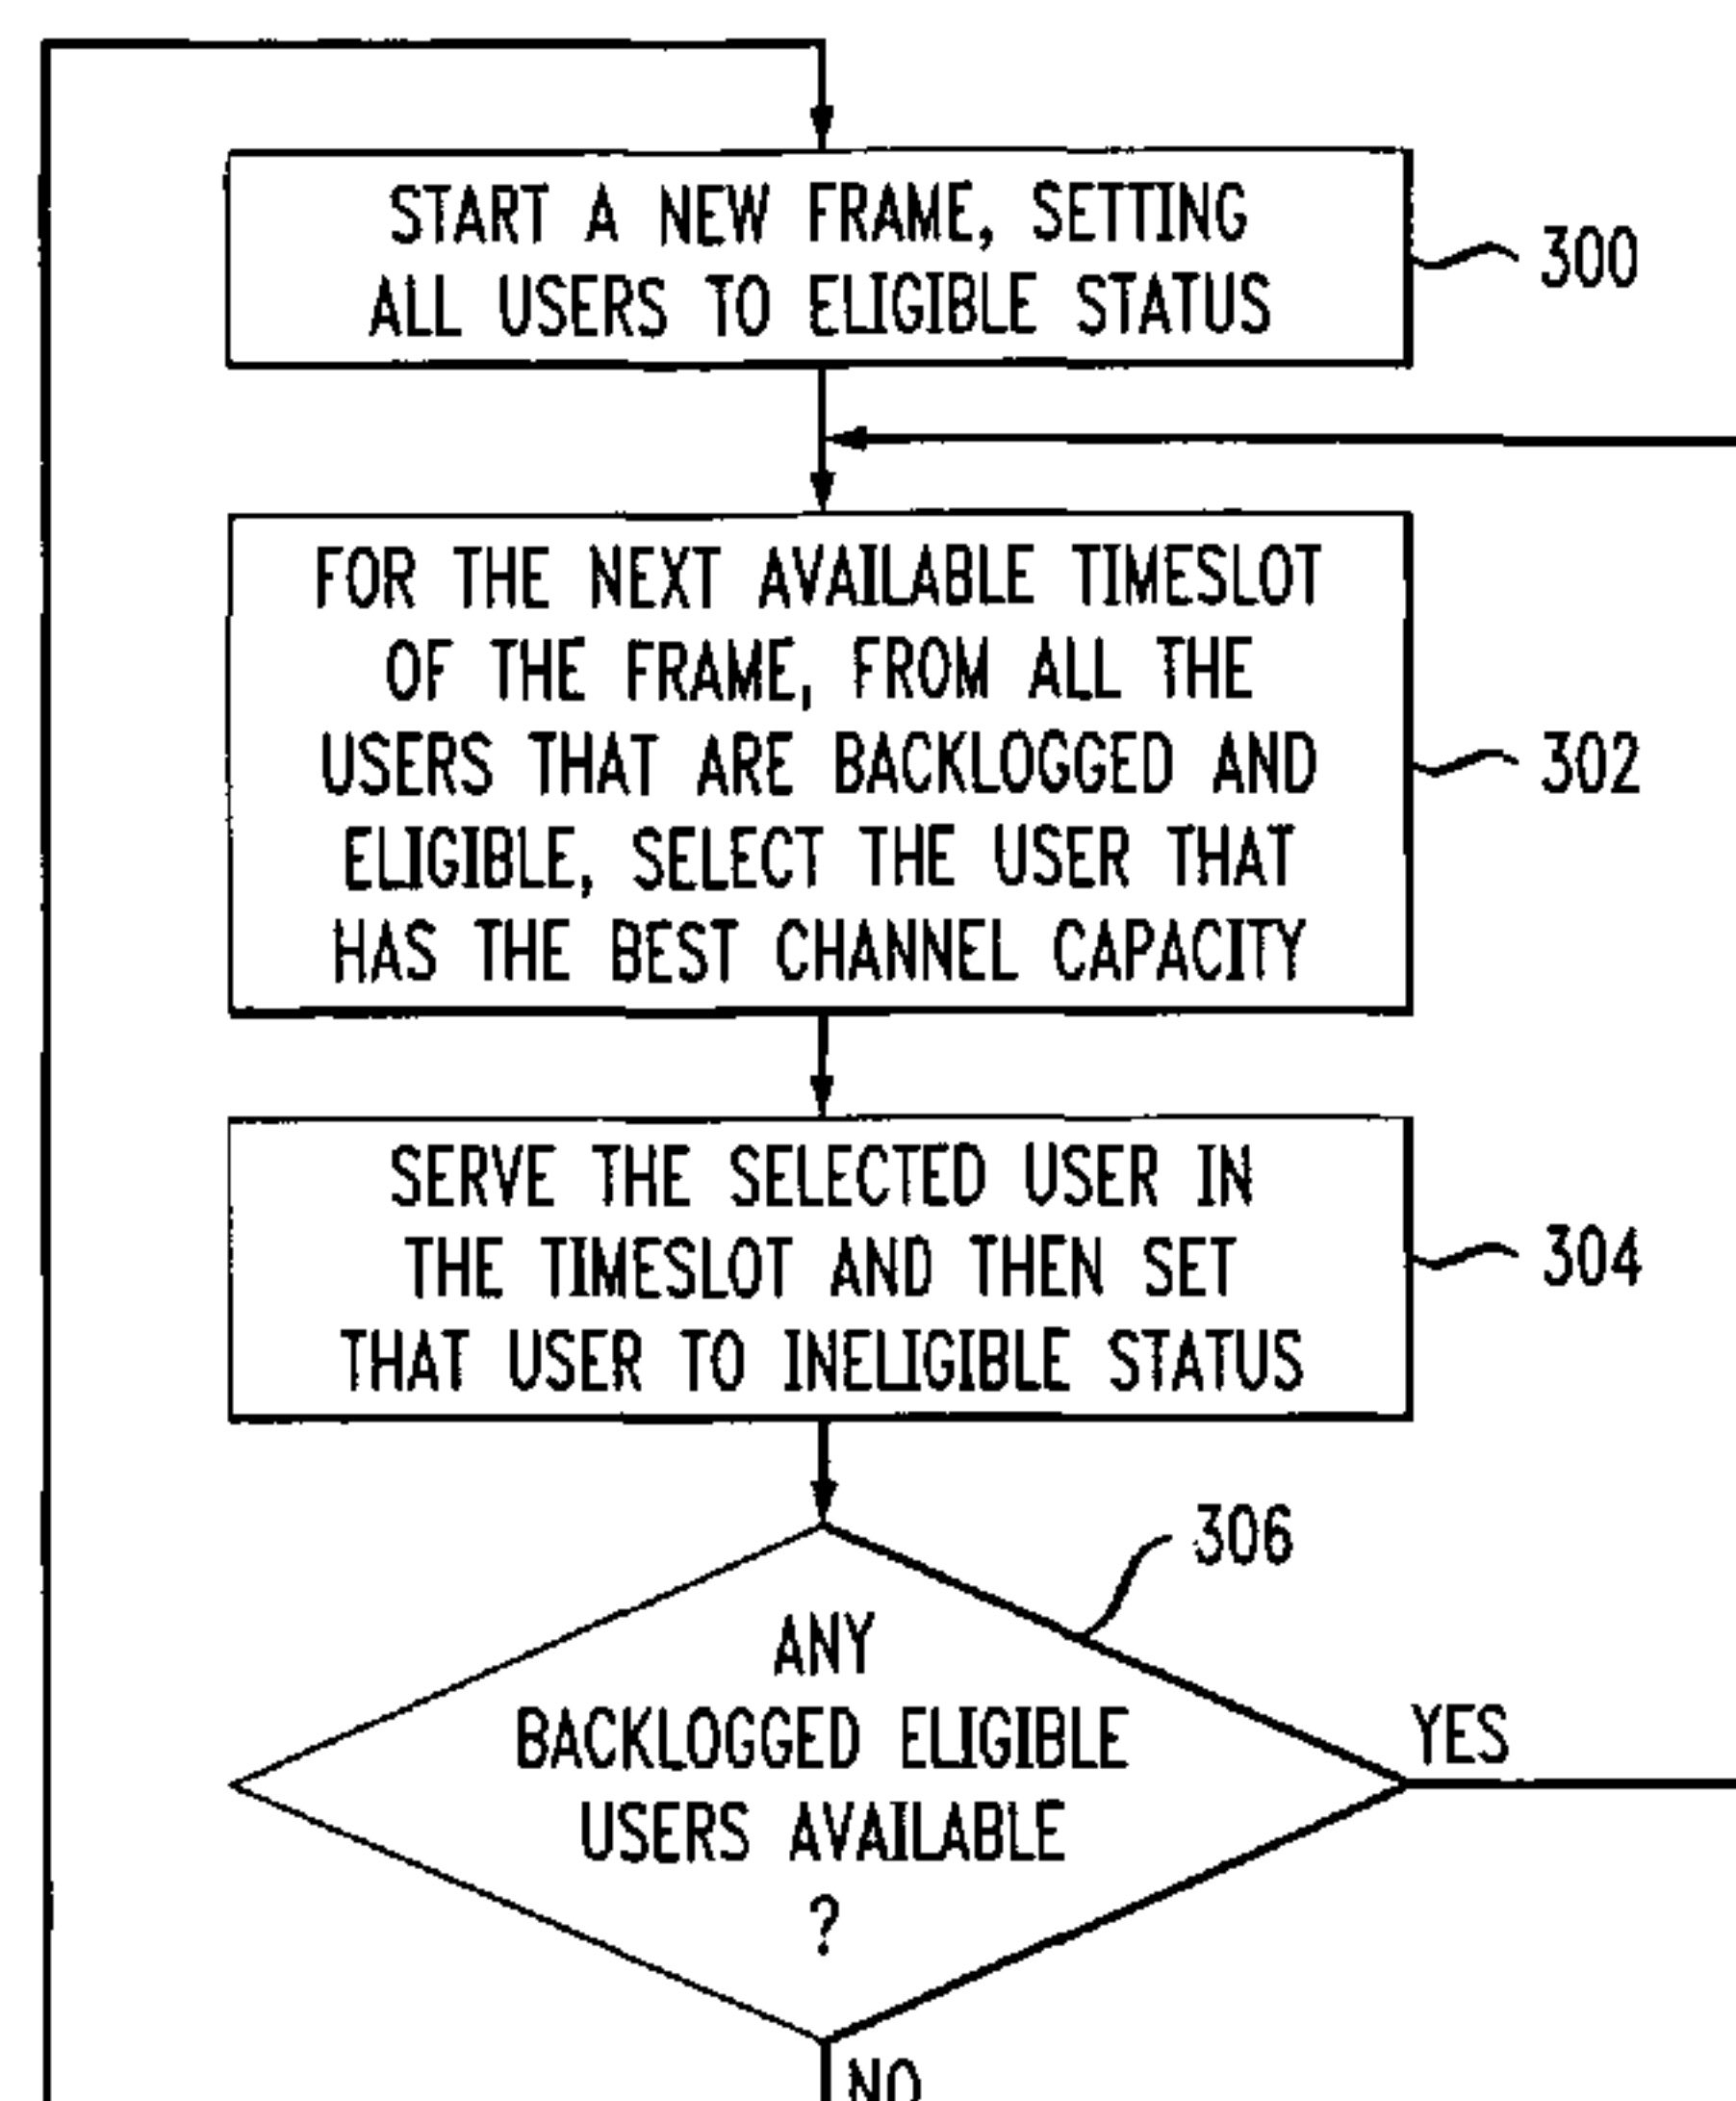 START A NEW FRAME, SETTING
ALL USERS TO ELIGIBLE STATUS
300
FOR THE NEXT AVAILABLE TIMESLOT
OF THE FRAME, FROM ALL THE
USERS THAT ARE BACKLOGGED AND
ELIGIBLE, SELECT THE USER THAT
HAS THE BEST CHANNEL CAPACITY
302
SERVE THE SELECTED USER IN
THE TIMESLOT AND THEN SET
THAT USER TO INELIGIBLE STATUS
304
306
ANY
BACKLOGGED ELIGIBLE
USERS AVAILABLE
?
YES
NO